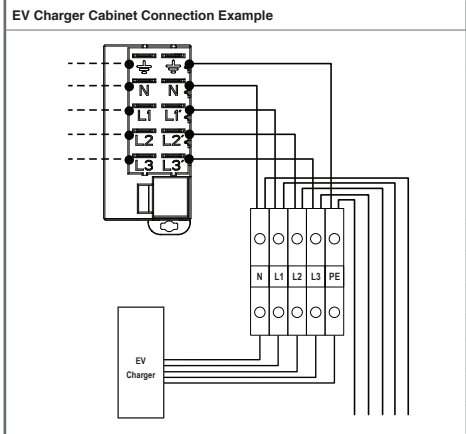 EV Charger Cabinet Connection Example
N N
L1 L1'
L2 L2'
L3 L3'
N L1 L2 L3 PE
EV
Charger